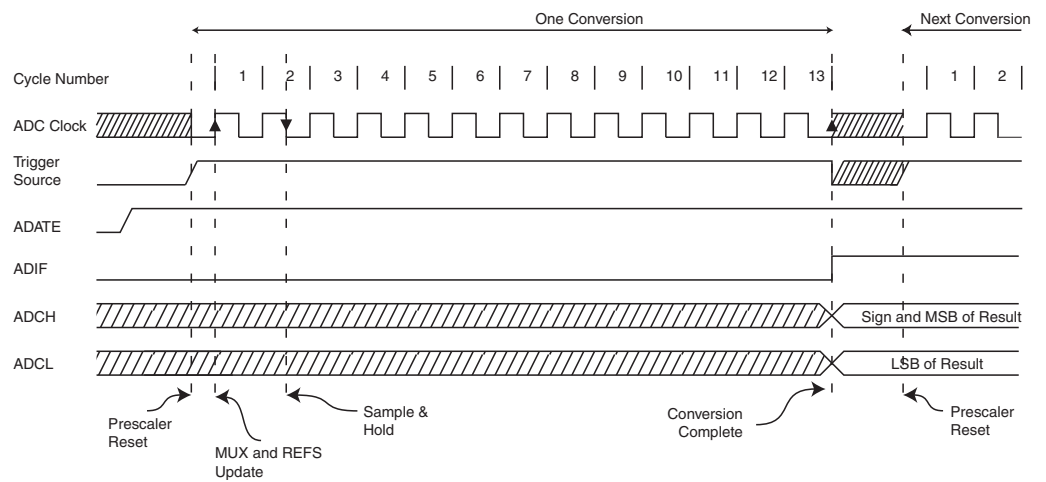 One Conversion
Next Conversion
Cycle Number
1 2 3 4 5 6 7 8 9 10 11 12 13 1 2
ADC Clock
Trigger
Source
ADATE
ADIF
ADCH
Sign and MSB of Result
ADCL
LSB of Result
Prescaler
Reset
MUX and REFS
Update
Sample &
Hold
Conversion
Complete
Prescaler
Reset